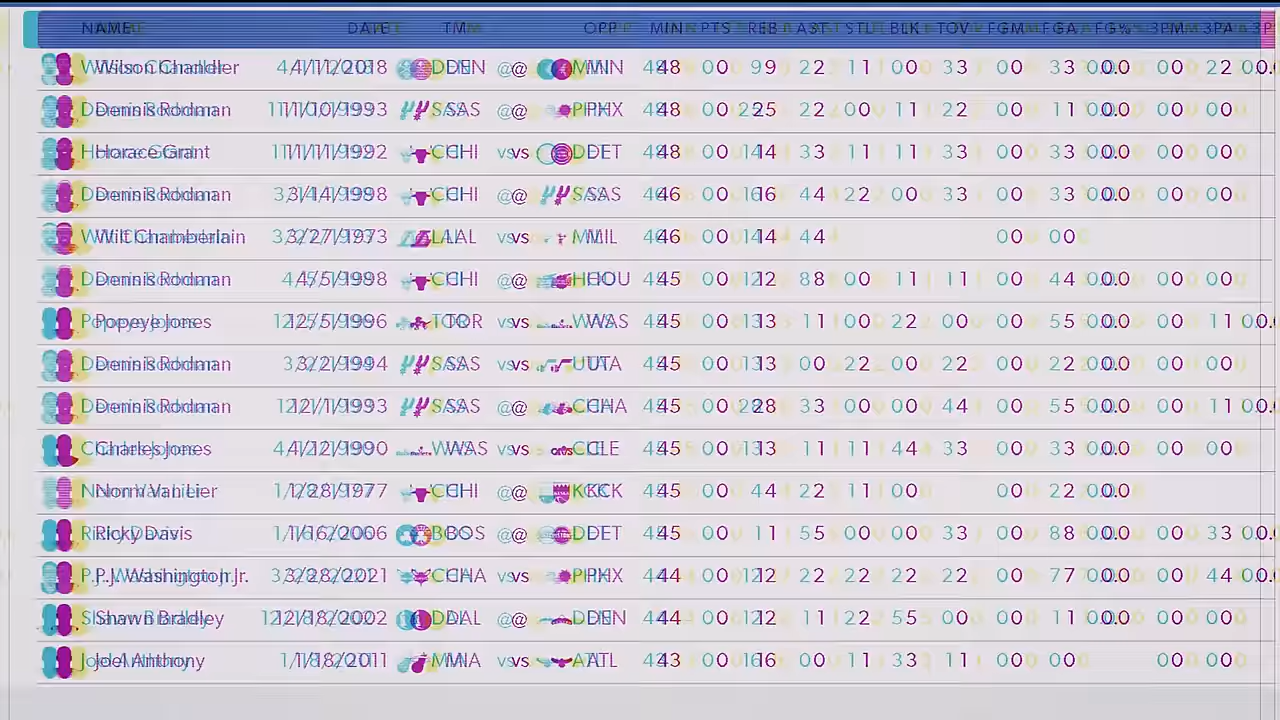 NAME DATE TM OPP MIN PTS REB AST STL BLK TOV FGM FGA FG% 3PM 3PA 3P
Wilson Chandler 4/11/2018 DEN @ MIN 48 0 9 2 1 0 3 0 3 0.0 0 2 0.0
Dennis Rodman 11/10/1993 SAS @ PHX 48 0 25 2 0 1 2 0 1 0.0 0 0
Horace Grant 11/11/1992 CHI vs DET 48 0 14 3 1 1 3 0 3 0.0 0 0
Dennis Rodman 3/14/1998 CHI @ SAS 46 0 16 4 2 0 3 0 3 0.0 0 0
Wilt Chamberlain 3/27/1973 LAL vs MIL 46 0 14 4 0 0
Dennis Rodman 4/5/1998 CHI @ HOU 45 0 12 8 0 1 1 0 4 0.0 0 0
Popeye Jones 12/5/1996 TOR vs WAS 45 0 13 1 0 2 0 0 5 0.0 0 1 0.0
Dennis Rodman 3/2/1994 SAS vs UTA 45 0 13 0 2 0 2 0 2 0.0 0 0
Dennis Rodman 12/1/1993 SAS @ CHA 45 0 28 3 0 0 4 0 5 0.0 0 1 0.0
Charles Jones 4/12/1990 WAS vs CLE 45 0 13 1 1 4 3 0 3 0.0 0 0
Norm Van Lier 1/28/1977 CHI @ KCK 45 0 4 2 1 0 0 2 0.0
Ricky Davis 1/16/2006 BOS @ DET 45 0 1 5 0 0 3 0 8 0.0 0 3 0.0
P.J. Washington Jr. 3/28/2021 CHA vs PHX 44 0 12 2 2 2 2 0 7 0.0 0 4 0.0
Shawn Bradley 12/18/2002 DAL @ DEN 44 0 12 1 2 5 0 0 1 0.0 0 0
Joel Anthony 1/18/2011 MIA vs ATL 43 0 16 0 1 3 1 0 0 0 0